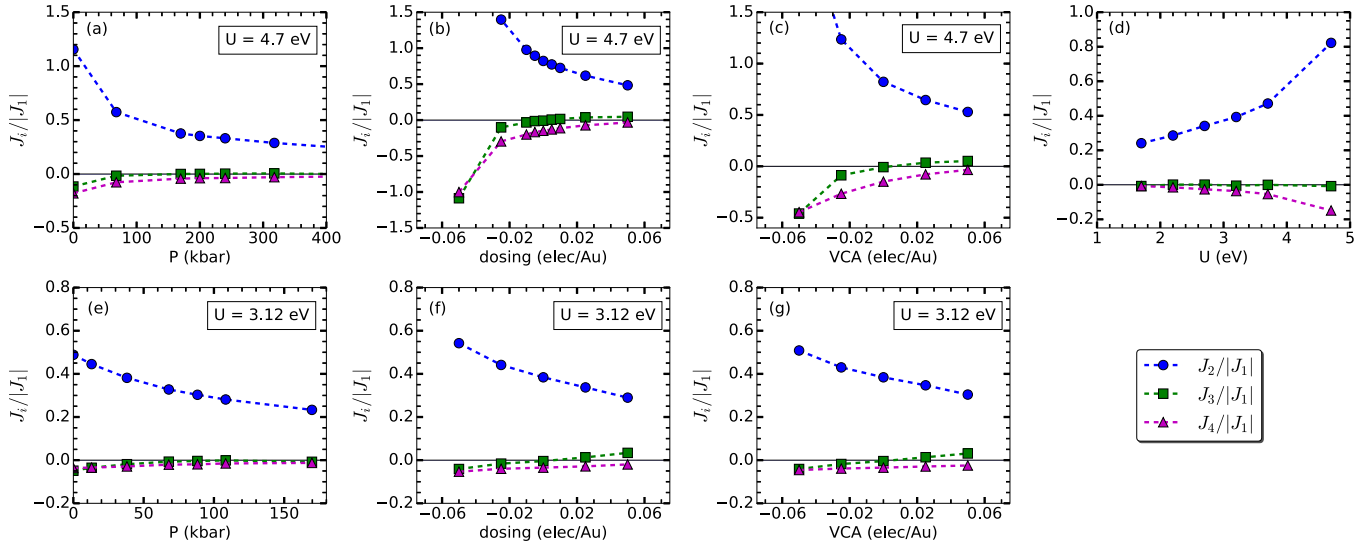 (a)
U = 4.7 eV
J_i/|J_1|
1.5
1.0
0.5
0.0
−0.5
0 100 200 300 400
P (kbar)
(b)
U = 4.7 eV
J_i/|J_1|
1.5
1.0
0.5
0.0
−0.5
−1.0
−1.5
−0.06 −0.02 0.02 0.06
dosing (elec/Au)
(c)
U = 4.7 eV
J_i/|J_1|
1.5
1.0
0.5
0.0
−0.5
−0.06 −0.02 0.02 0.06
VCA (elec/Au)
(d)
J_i/|J_1|
1.0
0.8
0.6
0.4
0.2
0.0
−0.2
1 2 3 4 5
U (eV)
(e)
U = 3.12 eV
J_i/|J_1|
0.8
0.6
0.4
0.2
0.0
−0.2
0 50 100 150
P (kbar)
(f)
U = 3.12 eV
J_i/|J_1|
0.8
0.6
0.4
0.2
0.0
−0.2
−0.06 −0.02 0.02 0.06
dosing (elec/Au)
(g)
U = 3.12 eV
J_i/|J_1|
0.8
0.6
0.4
0.2
0.0
−0.2
−0.06 −0.02 0.02 0.06
VCA (elec/Au)
J_2/|J_1|
J_3/|J_1|
J_4/|J_1|